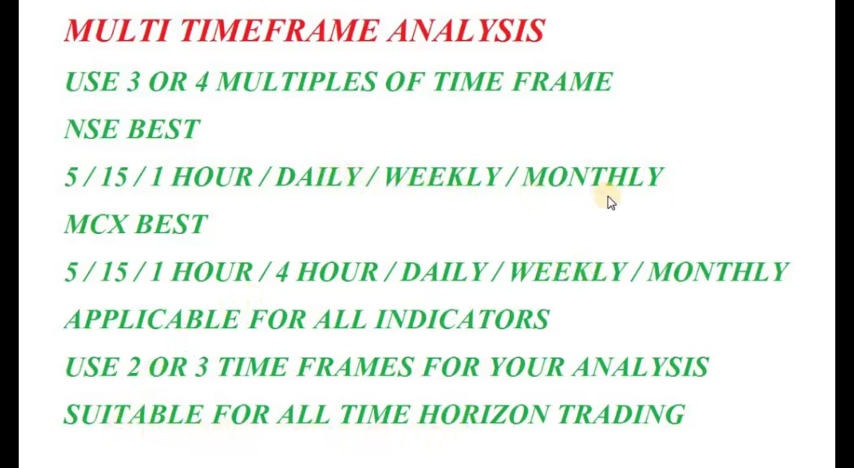 MULTI TIMEFRAME ANALYSIS
USE 3 OR 4 MULTIPLES OF TIME FRAME
NSE BEST
5 / 15 / 1 HOUR / DAILY / WEEKLY / MONTHLY
MCX BEST
5 / 15 / 1 HOUR / 4 HOUR / DAILY / WEEKLY / MONTHLY
APPLICABLE FOR ALL INDICATORS
USE 2 OR 3 TIME FRAMES FOR YOUR ANALYSIS
SUITABLE FOR ALL TIME HORIZON TRADING